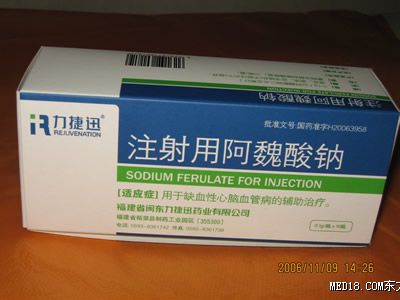 注射用阿魏酸钠
力捷迅
REJUVENATION
批准文号:国药准字H20063958
注射用阿魏酸钠
SODIUM FERULATE FOR INJECTION
[适应症] 用于缺血性心脑血管病的辅助治疗。
福建省闽东力捷迅药业有限公司
2006/11/09 14-26
MED18.COM东方